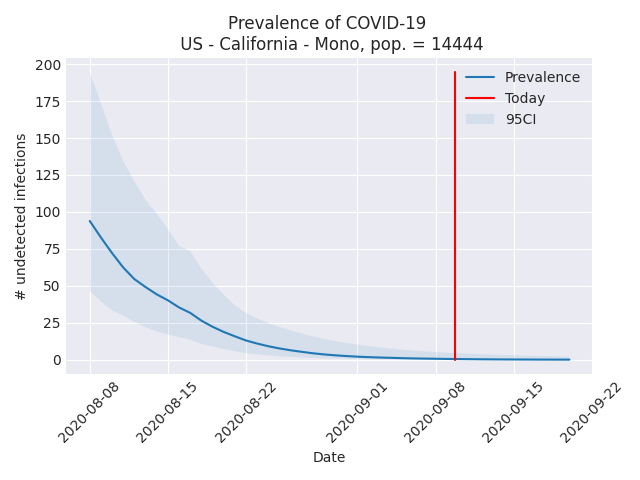 Prevalence of COVID-19
US - California - Mono, pop. = 14444
200
175
150
125
100
75
50
25
0
# undetected infections
Prevalence
Today
95CI
2020-08-08
2020-08-15
2020-08-22
2020-09-01
2020-09-08
2020-09-15
2020-09-22
Date